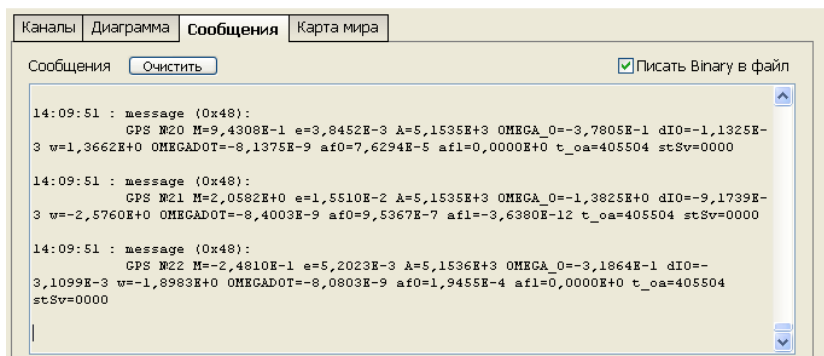 Каналы Диаграмма Сообщения Карта мира
Сообщения Очистить Писать Binary в файл
14:09:51 : message (0x48):
GPS №20 M=9,4308E-1 e=3,8452E-3 A=5,1535E+3 OMEGA_0=-3,7805E-1 dI0=-1,1325E-
3 w=1,3662E+0 OMEGADOT=-8,1375E-9 af0=7,6294E-5 af1=0,0000E+0 t_oa=405504 stSv=0000
14:09:51 : message (0x48):
GPS №21 M=2,0582E+0 e=1,5510E-2 A=5,1535E+3 OMEGA_0=-1,3825E+0 dI0=-9,1739E-
3 w=-2,5760E+0 OMEGADOT=-8,4003E-9 af0=9,5367E-7 af1=-3,6380E-12 t_oa=405504 stSv=0000
14:09:51 : message (0x48):
GPS №22 M=-2,4810E-1 e=5,2023E-3 A=5,1536E+3 OMEGA_0=-3,1864E-1 dI0=-
3,1099E-3 w=-1,8983E+0 OMEGADOT=-8,0803E-9 af0=1,9455E-4 af1=0,0000E+0 t_oa=405504
stSv=0000